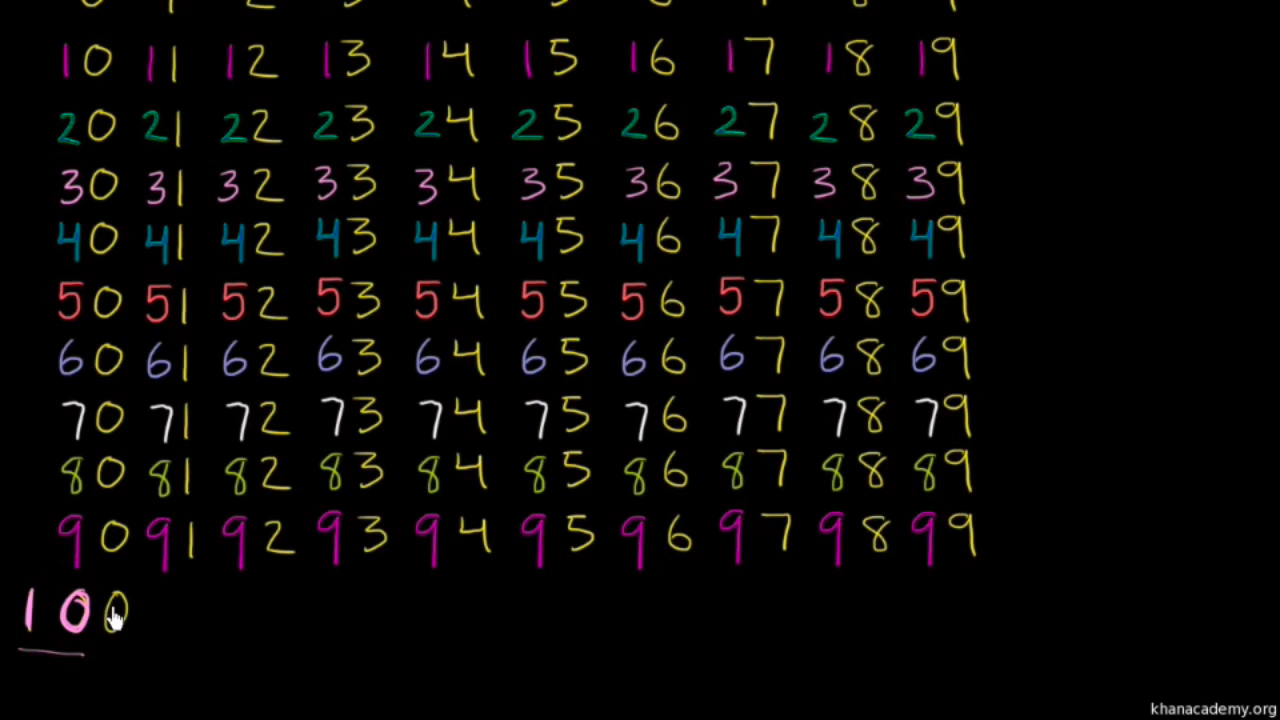 10 11 12 13 14 15 16 17 18 19
20 21 22 23 24 25 26 27 28 29
30 31 32 33 34 35 36 37 38 39
40 41 42 43 44 45 46 47 48 49
50 51 52 53 54 55 56 57 58 59
60 61 62 63 64 65 66 67 68 69
70 71 72 73 74 75 76 77 78 79
80 81 82 83 84 85 86 87 88 89
90 91 92 93 94 95 96 97 98 99
100
khanacademy.org